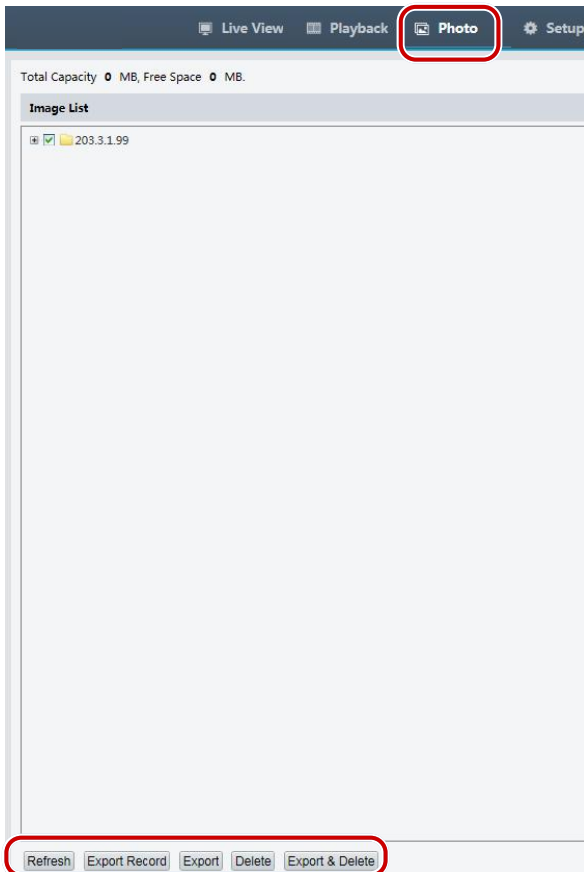 Live View Playback Photo Setup
Total Capacity 0 MB, Free Space 0 MB.
Image List
203.3.1.99
Refresh Export Record Export Delete Export & Delete